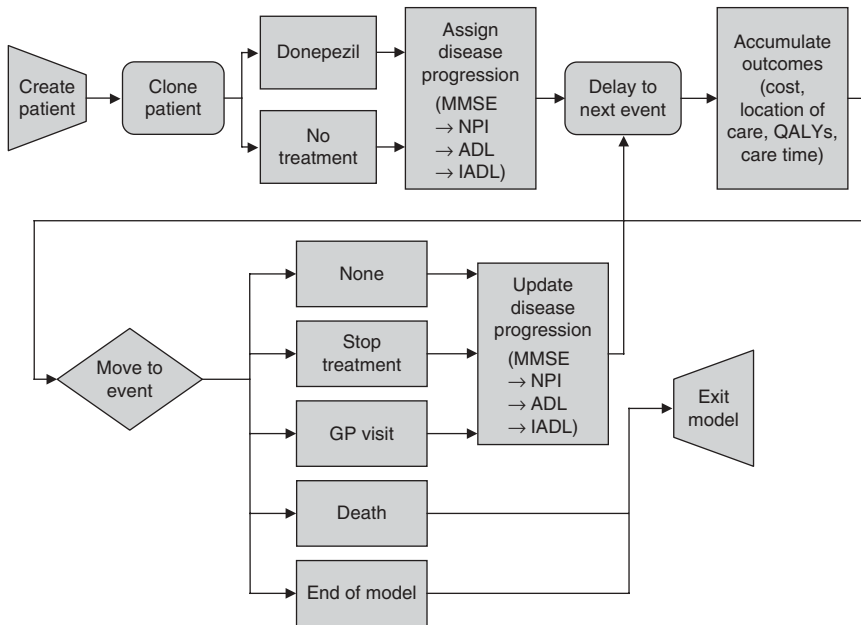 Create
patient
Clone
patient
Donepezil
No
treatment
Assign
disease
progression
(MMSE
→ NPI
→ ADL
→ IADL)
Delay to
next event
Accumulate
outcomes
(cost,
location of
care, QALYs,
care time)
Move to
event
None
Stop
treatment
GP visit
Death
End of model
Update
disease
progression
(MMSE
→ NPI
→ ADL
→ IADL)
Exit
model